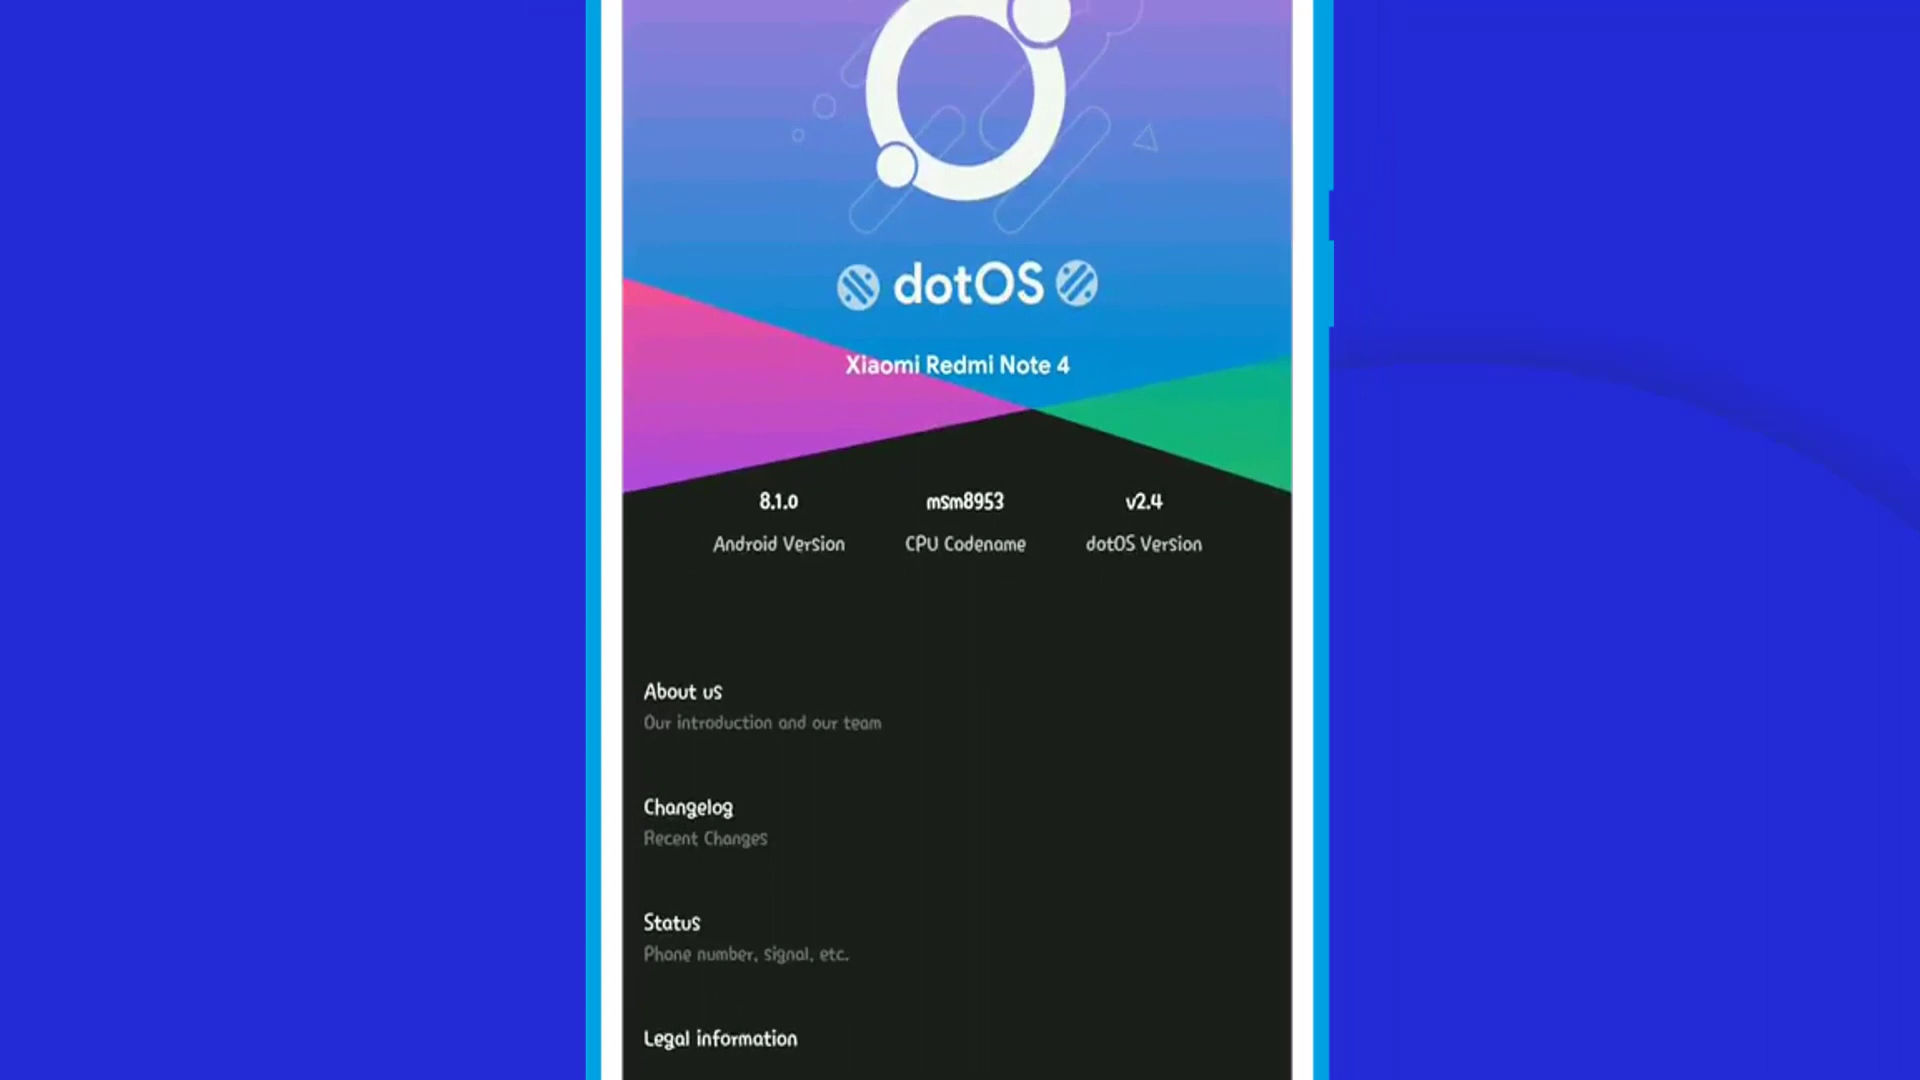 dotOS
Xiaomi Redmi Note 4
8.1.0 msm8953 v2.4
Android Version CPU Codename dotOS Version
About us
Our introduction and our team
Changelog
Recent Changes
Status
Phone number, signal, etc.
Legal information